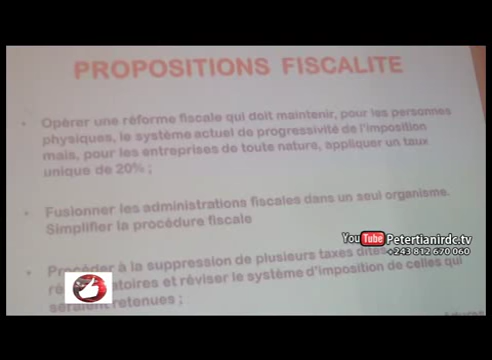 PROPOSITIONS FISCALITE
• Opérer une réforme fiscale qui doit maintenir, pour les personnes
physiques, le système actuel de progressivité de l'imposition
mais, pour les entreprises de toute nature, appliquer un taux
unique de 20% ;
• Fusionner les administrations fiscales dans un seul organisme.
Simplifier la procédure fiscale
YouTube Petertianirdc.tv
+243 812 670 060
• Procéder à la suppression de plusieurs taxes dites
et réviser le système d'imposition de celles qui
seraient retenues ;